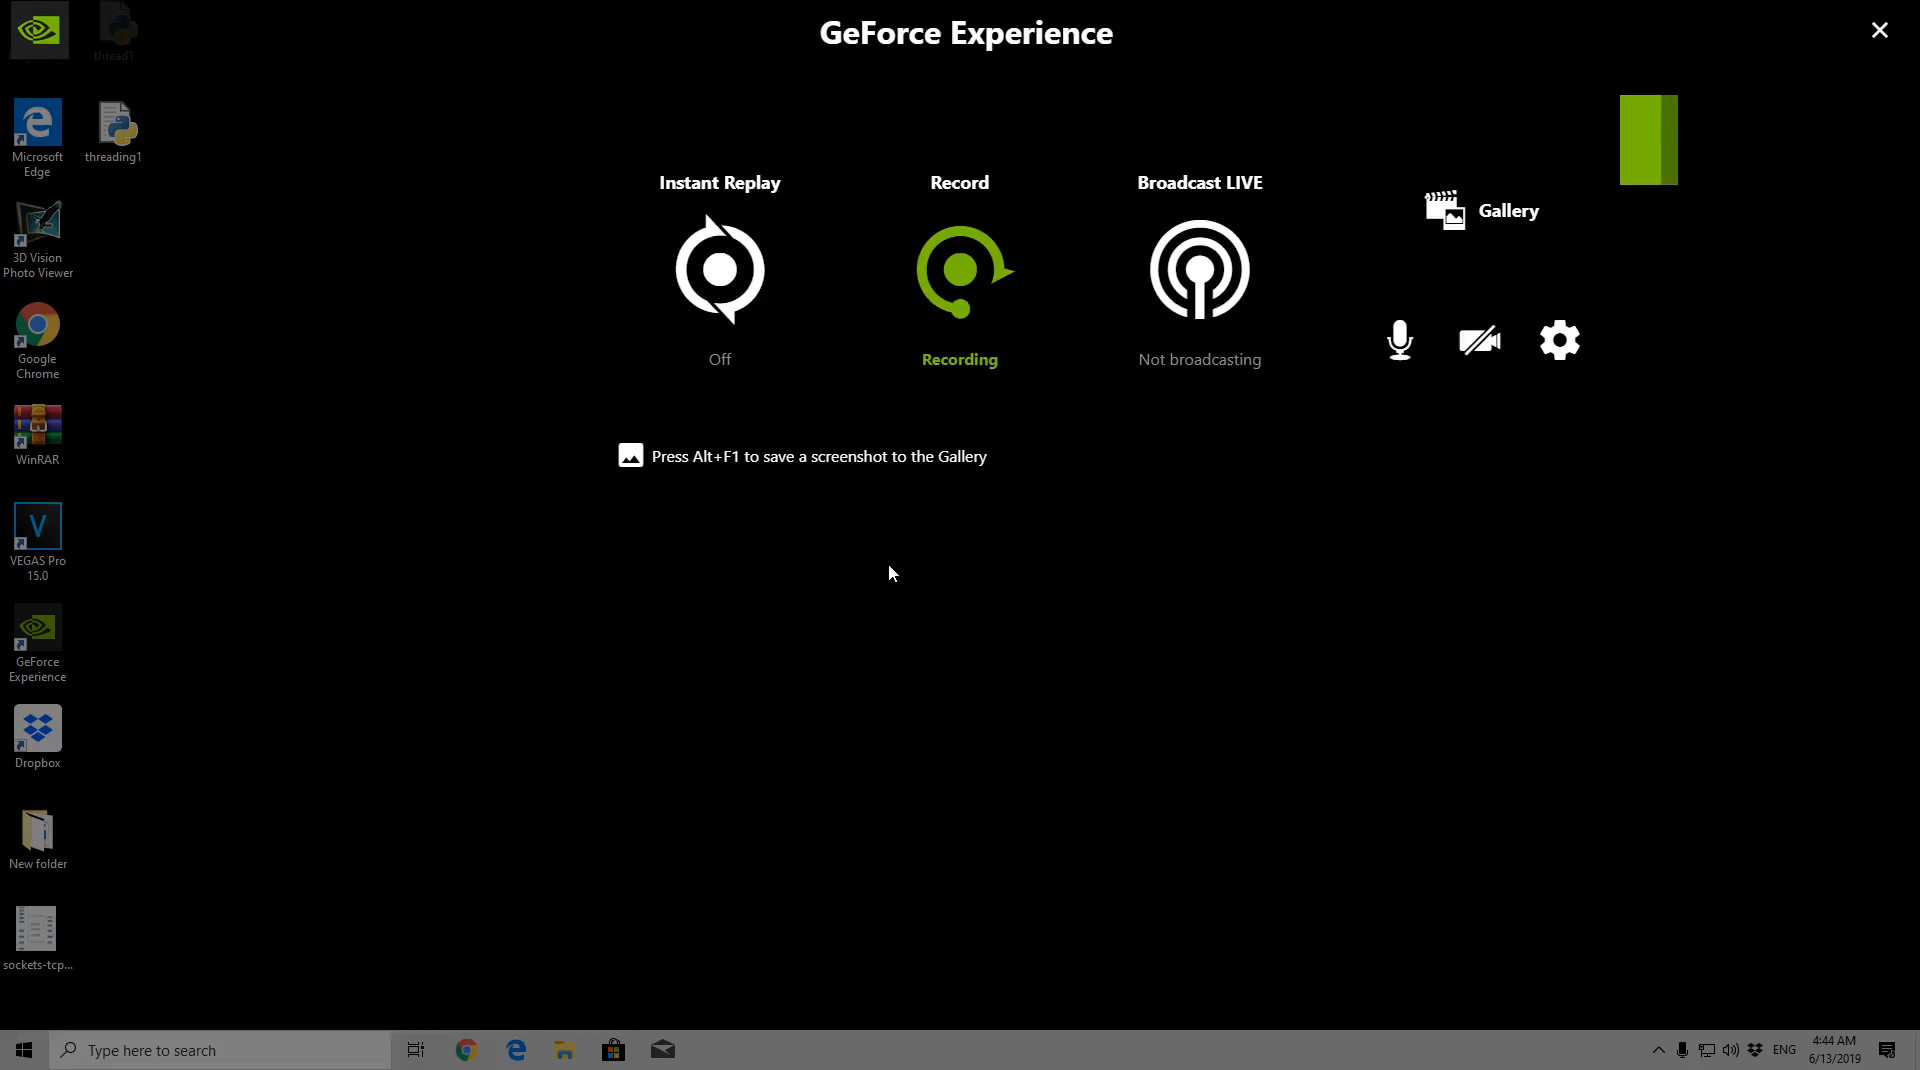 GeForce Experience
thread1
Microsoft
Edge
threading1
Instant Replay
Record
Broadcast LIVE
Gallery
3D Vision
Photo Viewer
Off
Recording
Not broadcasting
Google
Chrome
WinRAR
Press Alt+F1 to save a screenshot to the Gallery
VEGAS Pro
15.0
GeForce
Experience
Dropbox
New folder
sockets-tcp...
Type here to search
ENG
4:44 AM
6/13/2019